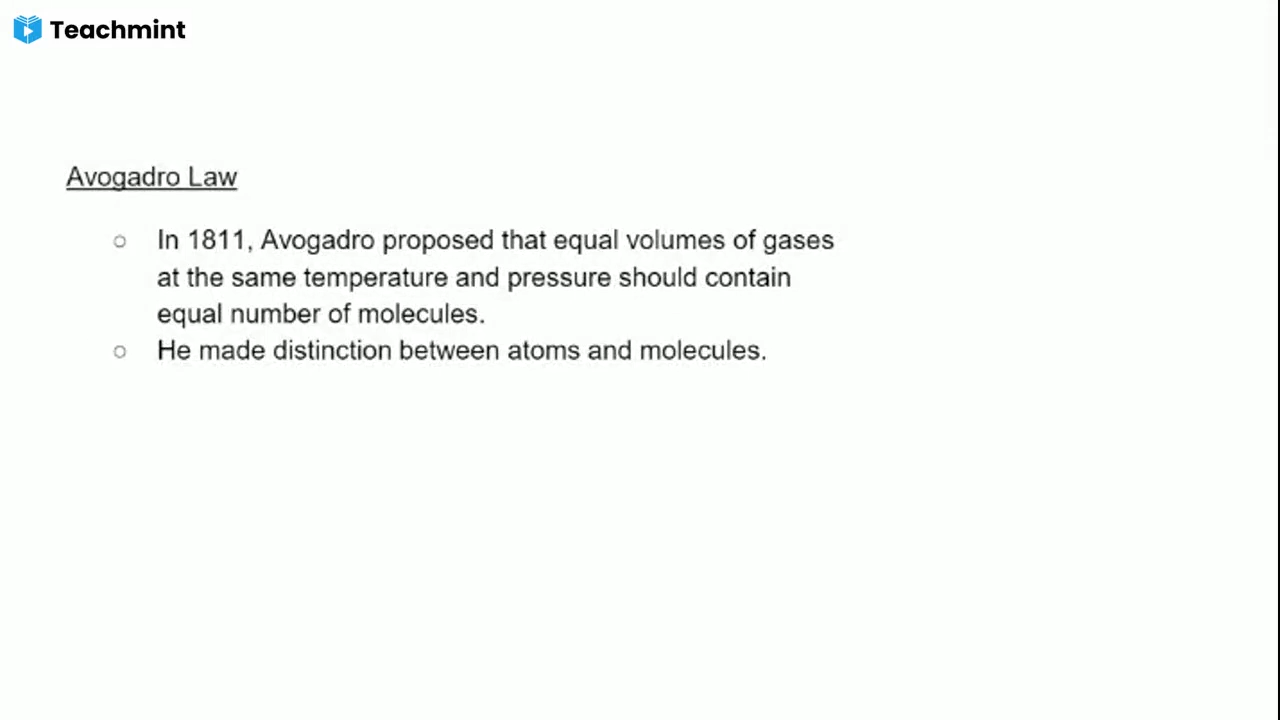 Teachmint
Avogadro Law
○ In 1811, Avogadro proposed that equal volumes of gases
at the same temperature and pressure should contain
equal number of molecules.
○ He made distinction between atoms and molecules.